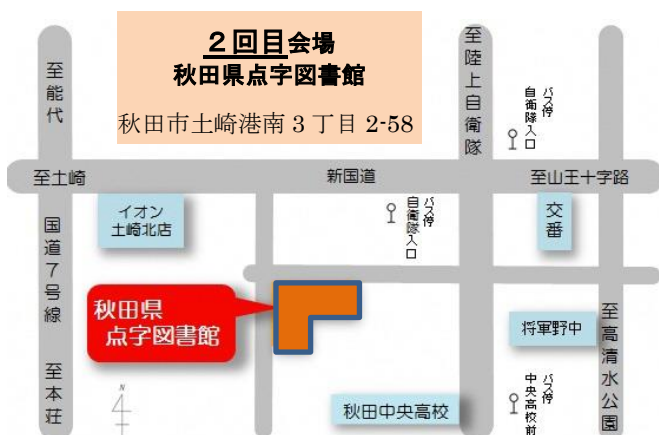 ２回目会場
秋田県点字図書館
秋田市土崎港南３丁目2-58
至能代
至陸上自衛隊
バス停
自衛隊入口
至土崎
新国道
至山王十字路
イオン
土崎北店
バス停
自衛隊入口
交番
国道７号線
秋田県
点字図書館
将軍野中
至高清水公園
至本荘
N
秋田中央高校
バス停
中央高校前